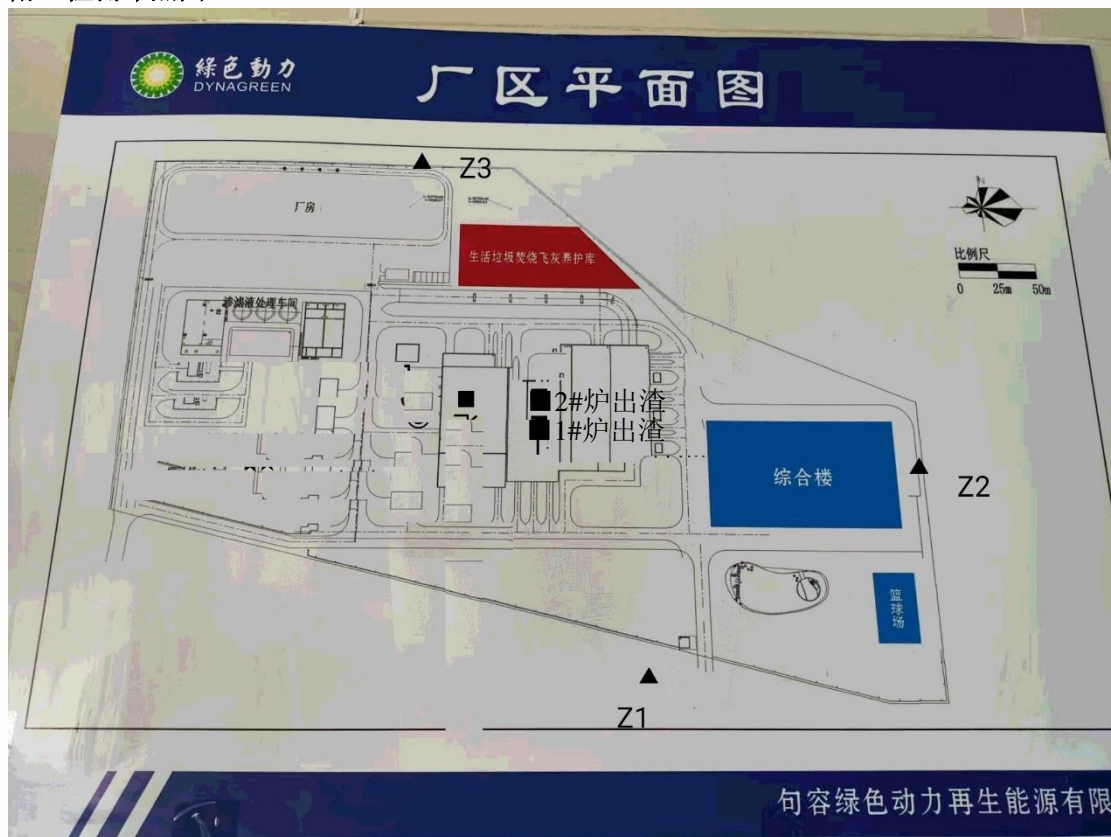 綠色動力
DYNAGREEN
厂区平面图
Z3
N
厂房
生活垃圾焚烧飞灰养护库
比例尺
0 25m 50m
渗滤液处理车间
2#炉出渣
1#炉出渣
综合楼
Z2
篮球场
Z1
句容绿色动力再生能源有限